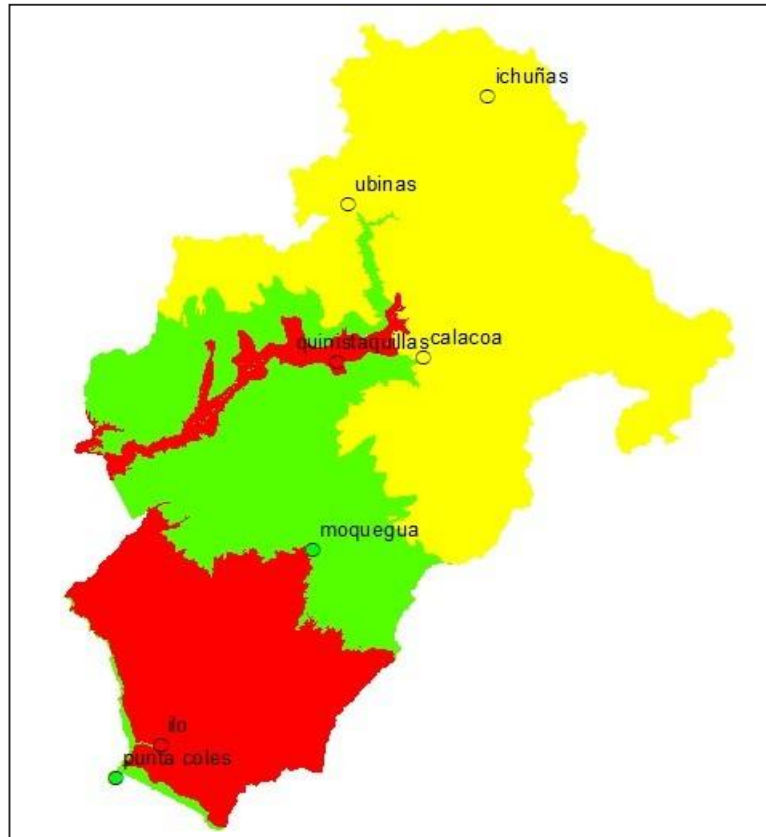 ichuñas
ubinas
quinistaquillas
calacoa
moquegua
ilo
punta coles